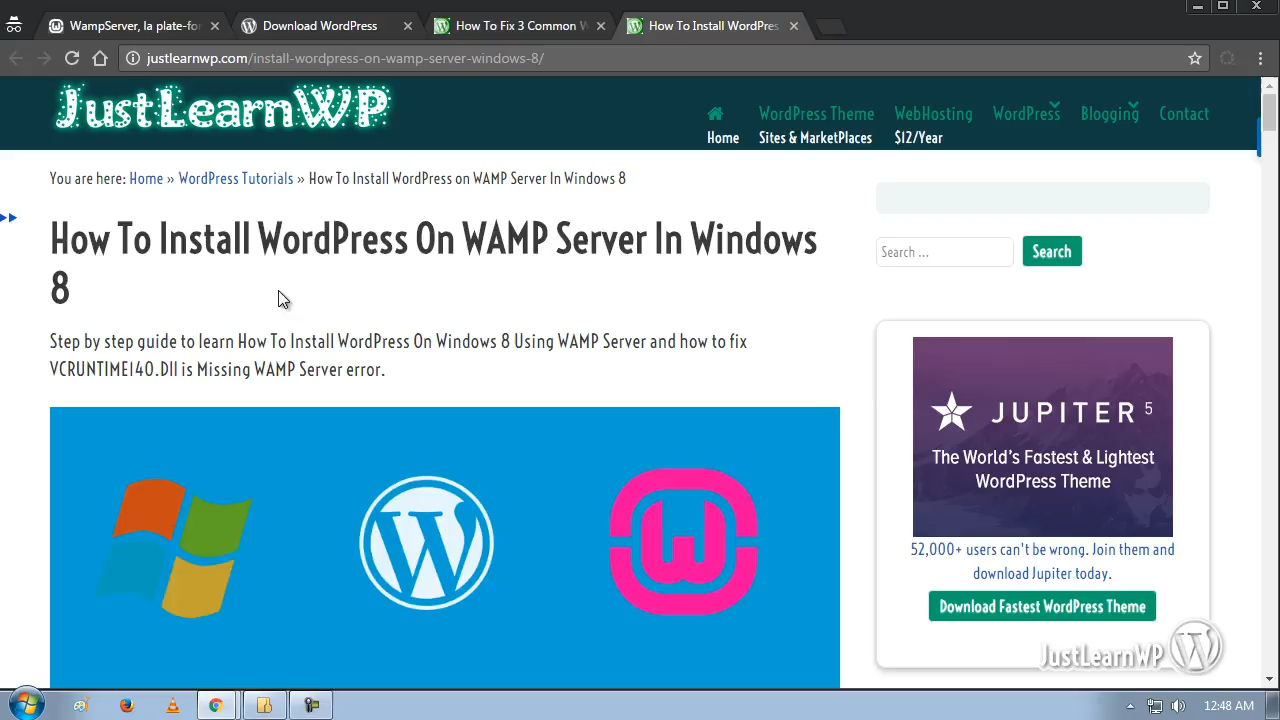 WampServer, la plate-for
Download WordPress
How To Fix 3 Common W
How To Install WordPres
justlearnwp.com/install-wordpress-on-wamp-server-windows-8/
JustLearnWP
Home
WordPress Theme
Sites & MarketPlaces
WebHosting
$12/Year
WordPress
Blogging
Contact
You are here: Home » WordPress Tutorials » How To Install WordPress on WAMP Server In Windows 8
How To Install WordPress On WAMP Server In Windows
8
Step by step guide to learn How To Install WordPress On Windows 8 Using WAMP Server and how to fix
VCRUNTIME140.Dll is Missing WAMP Server error.
Search ...
Search
JUPITER 5
The World's Fastest & Lightest
WordPress Theme
52,000+ users can't be wrong. Join them and
download Jupiter today.
Download Fastest WordPress Theme
JustLearnWP
12:48 AM